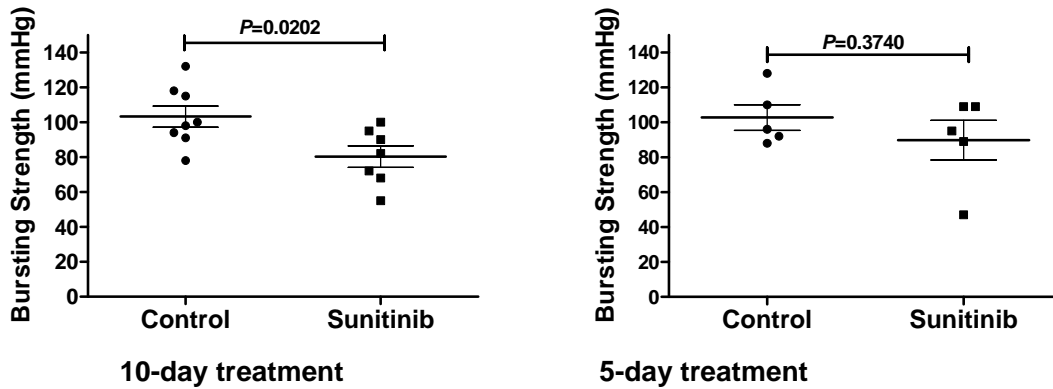 P=0.0202
Bursting Strength (mmHg)
140
120
100
80
60
40
20
0
Control Sunitinib
10-day treatment
P=0.3740
Bursting Strength (mmHg)
140
120
100
80
60
40
20
0
Control Sunitinib
5-day treatment